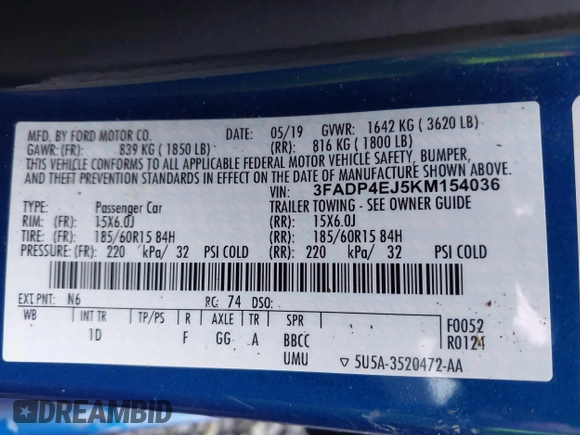 MFD. BY FORD MOTOR CO. DATE: 05/19 GVWR: 1642 KG ( 3620 LB)
GAWR: (FR): 839 KG ( 1850 LB) (RR): 816 KG ( 1800 LB)
THIS VEHICLE CONFORMS TO ALL APPLICABLE FEDERAL MOTOR VEHICLE SAFETY, BUMPER,
AND THEFT PREVENTION STANDARDS IN EFFECT ON THE DATE OF MANUFACTURE SHOWN ABOVE.
VIN: 3FADP4EJ5KM154036
TYPE: Passenger Car TRAILER TOWING - SEE OWNER GUIDE
RIM: (FR): 15X6.0J (RR): 15X6.0J
TIRE: (FR): 185/60R15 84H (RR): 185/60R15 84H
PRESSURE: (FR): 220 kPa/ 32 PSI COLD (RR): 220 kPa/ 32 PSI COLD
EXT PNT: N6 RC: 74 DSO:
WB INT TR TP/PS R AXLE TR SPR F0052
1D F GG A BBCC R0121
UMU ▽ 5U5A-3520472-AA
DREAMBID